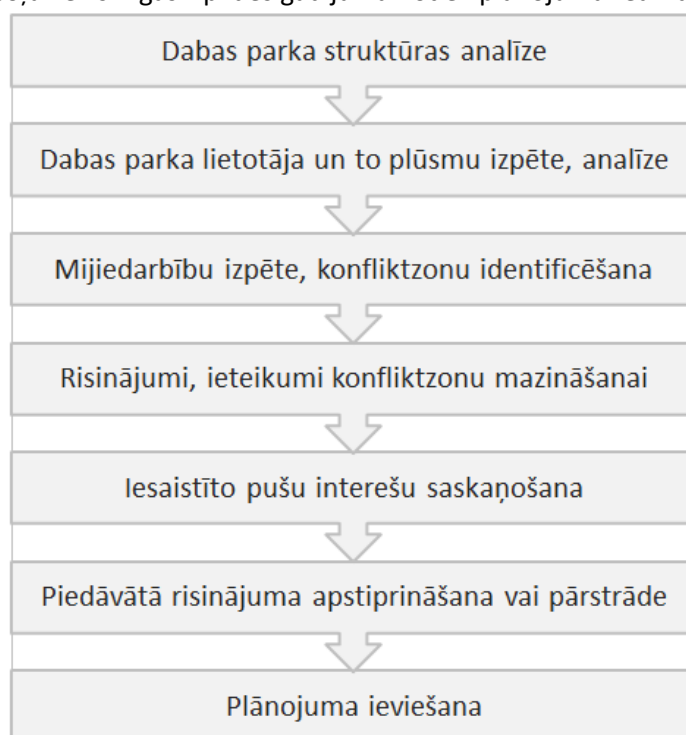 Dabas parka struktūras analīze
Dabas parka lietotāja un to plūsmu izpēte, analīze
Mijiedarbību izpēte, konfliktzonu identificēšana
Risinājumi, ieteikumi konfliktzonu mazināšanai
Iesaistīto pušu interešu saskaņošana
Piedāvātā risinājuma apstiprināšana vai pārstrāde
Plānojuma ieviešana